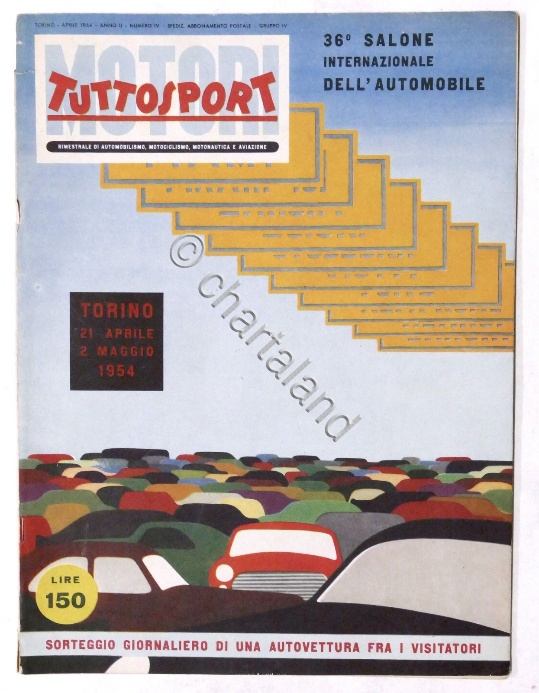 TORINO - APRILE 1954 - ANNO II - NUMERO IV - SPEDIZ. ABBONAMENTO POSTALE - GRUPPO IV
MOTORI
TUTTOSPORT
BIMESTRALE DI AUTOMOBILISMO, MOTOCICLISMO, MOTONAUTICA E AVIAZIONE
36° SALONE
INTERNAZIONALE
DELL'AUTOMOBILE
TORINO
21 APRILE
2 MAGGIO
1954
© chartaland
LIRE
150
SORTEGGIO GIORNALIERO DI UNA AUTOVETTURA FRA I VISITATORI